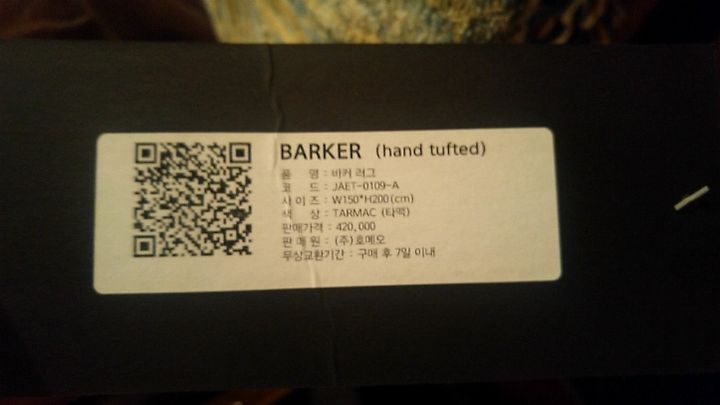 BARKER (hand tufted)
품 명 : 바커 러그
코 드 : JAET-0109-A
사 이 즈 : W150*H200(cm)
색 상 : TARMAC (타맥)
판매가격 : 420,000
판 매 원 : (주)호메오
무상교환기간 : 구매 후 7일 이내